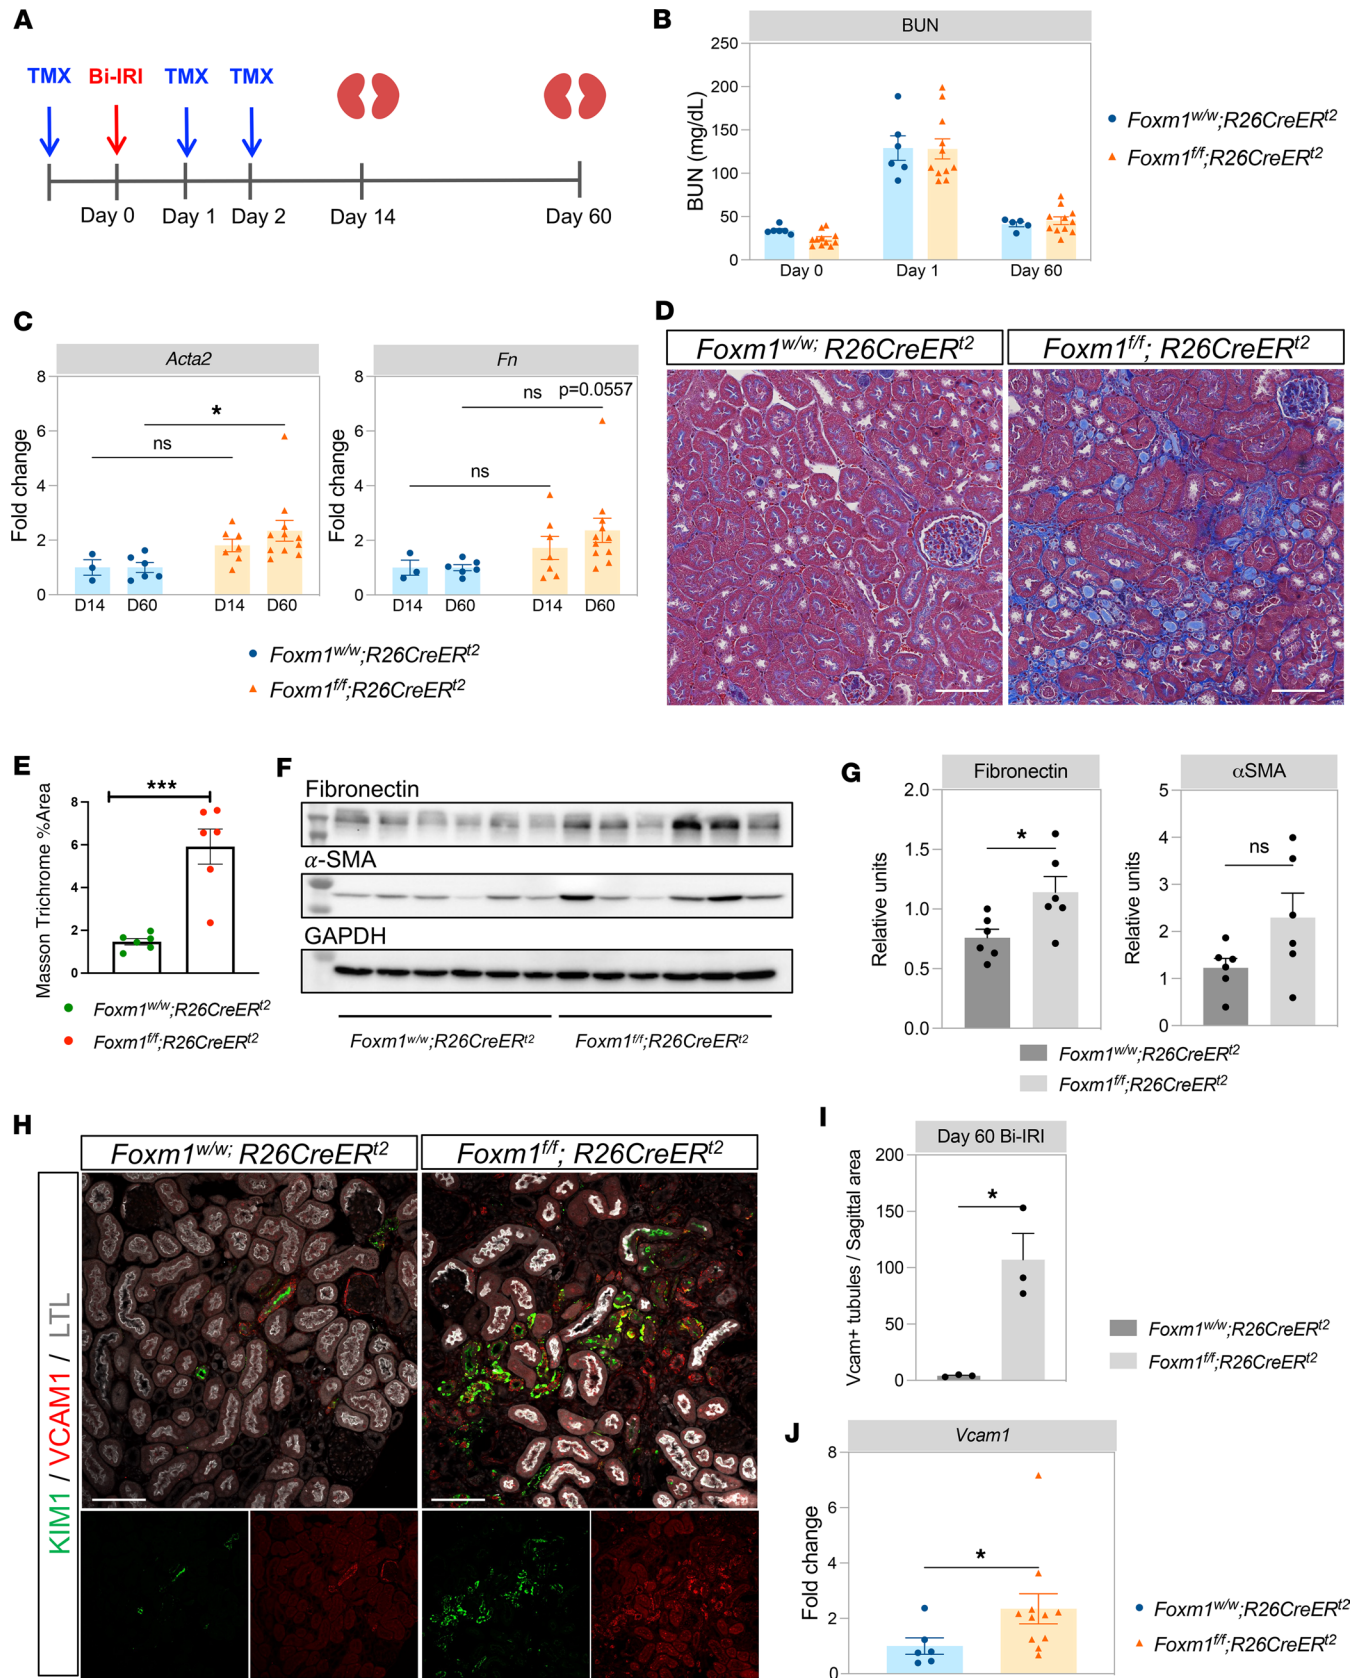 A
TMX Bi-IRI TMX TMX
Day 0 Day 1 Day 2 Day 14 Day 60
B
BUN
BUN (mg/dL)
250
200
150
100
50
0
Day 0 Day 1 Day 60
Foxm1w/w;R26CreERt2
Foxm1f/f;R26CreERt2
C
Acta2
Fold change
8
6
4
2
0
*
ns
D14 D60 D14 D60
Fn
Fold change
8
6
4
2
0
ns p=0.0557
ns
D14 D60 D14 D60
Foxm1w/w;R26CreERt2
Foxm1f/f;R26CreERt2
D
Foxm1w/w; R26CreERt2
Foxm1f/f; R26CreERt2
E
Masson Trichrome %Area
8
6
4
2
0
***
Foxm1w/w;R26CreERt2
Foxm1f/f;R26CreERt2
F
Fibronectin
α-SMA
GAPDH
Foxm1w/w;R26CreERt2
Foxm1f/f;R26CreERt2
G
Fibronectin
Relative units
2.0
1.5
1.0
0.5
0.0
*
αSMA
Relative units
5
4
3
2
1
0
ns
Foxm1w/w;R26CreERt2
Foxm1f/f;R26CreERt2
H
Foxm1w/w; R26CreERt2
Foxm1f/f; R26CreERt2
KIM1 / VCAM1 / LTL
I
Day 60 Bi-IRI
Vcam+ tubules / Sagittal area
200
150
100
50
0
*
Foxm1w/w;R26CreERt2
Foxm1f/f;R26CreERt2
J
Vcam1
Fold change
8
6
4
2
0
*
Foxm1w/w;R26CreERt2
Foxm1f/f;R26CreERt2